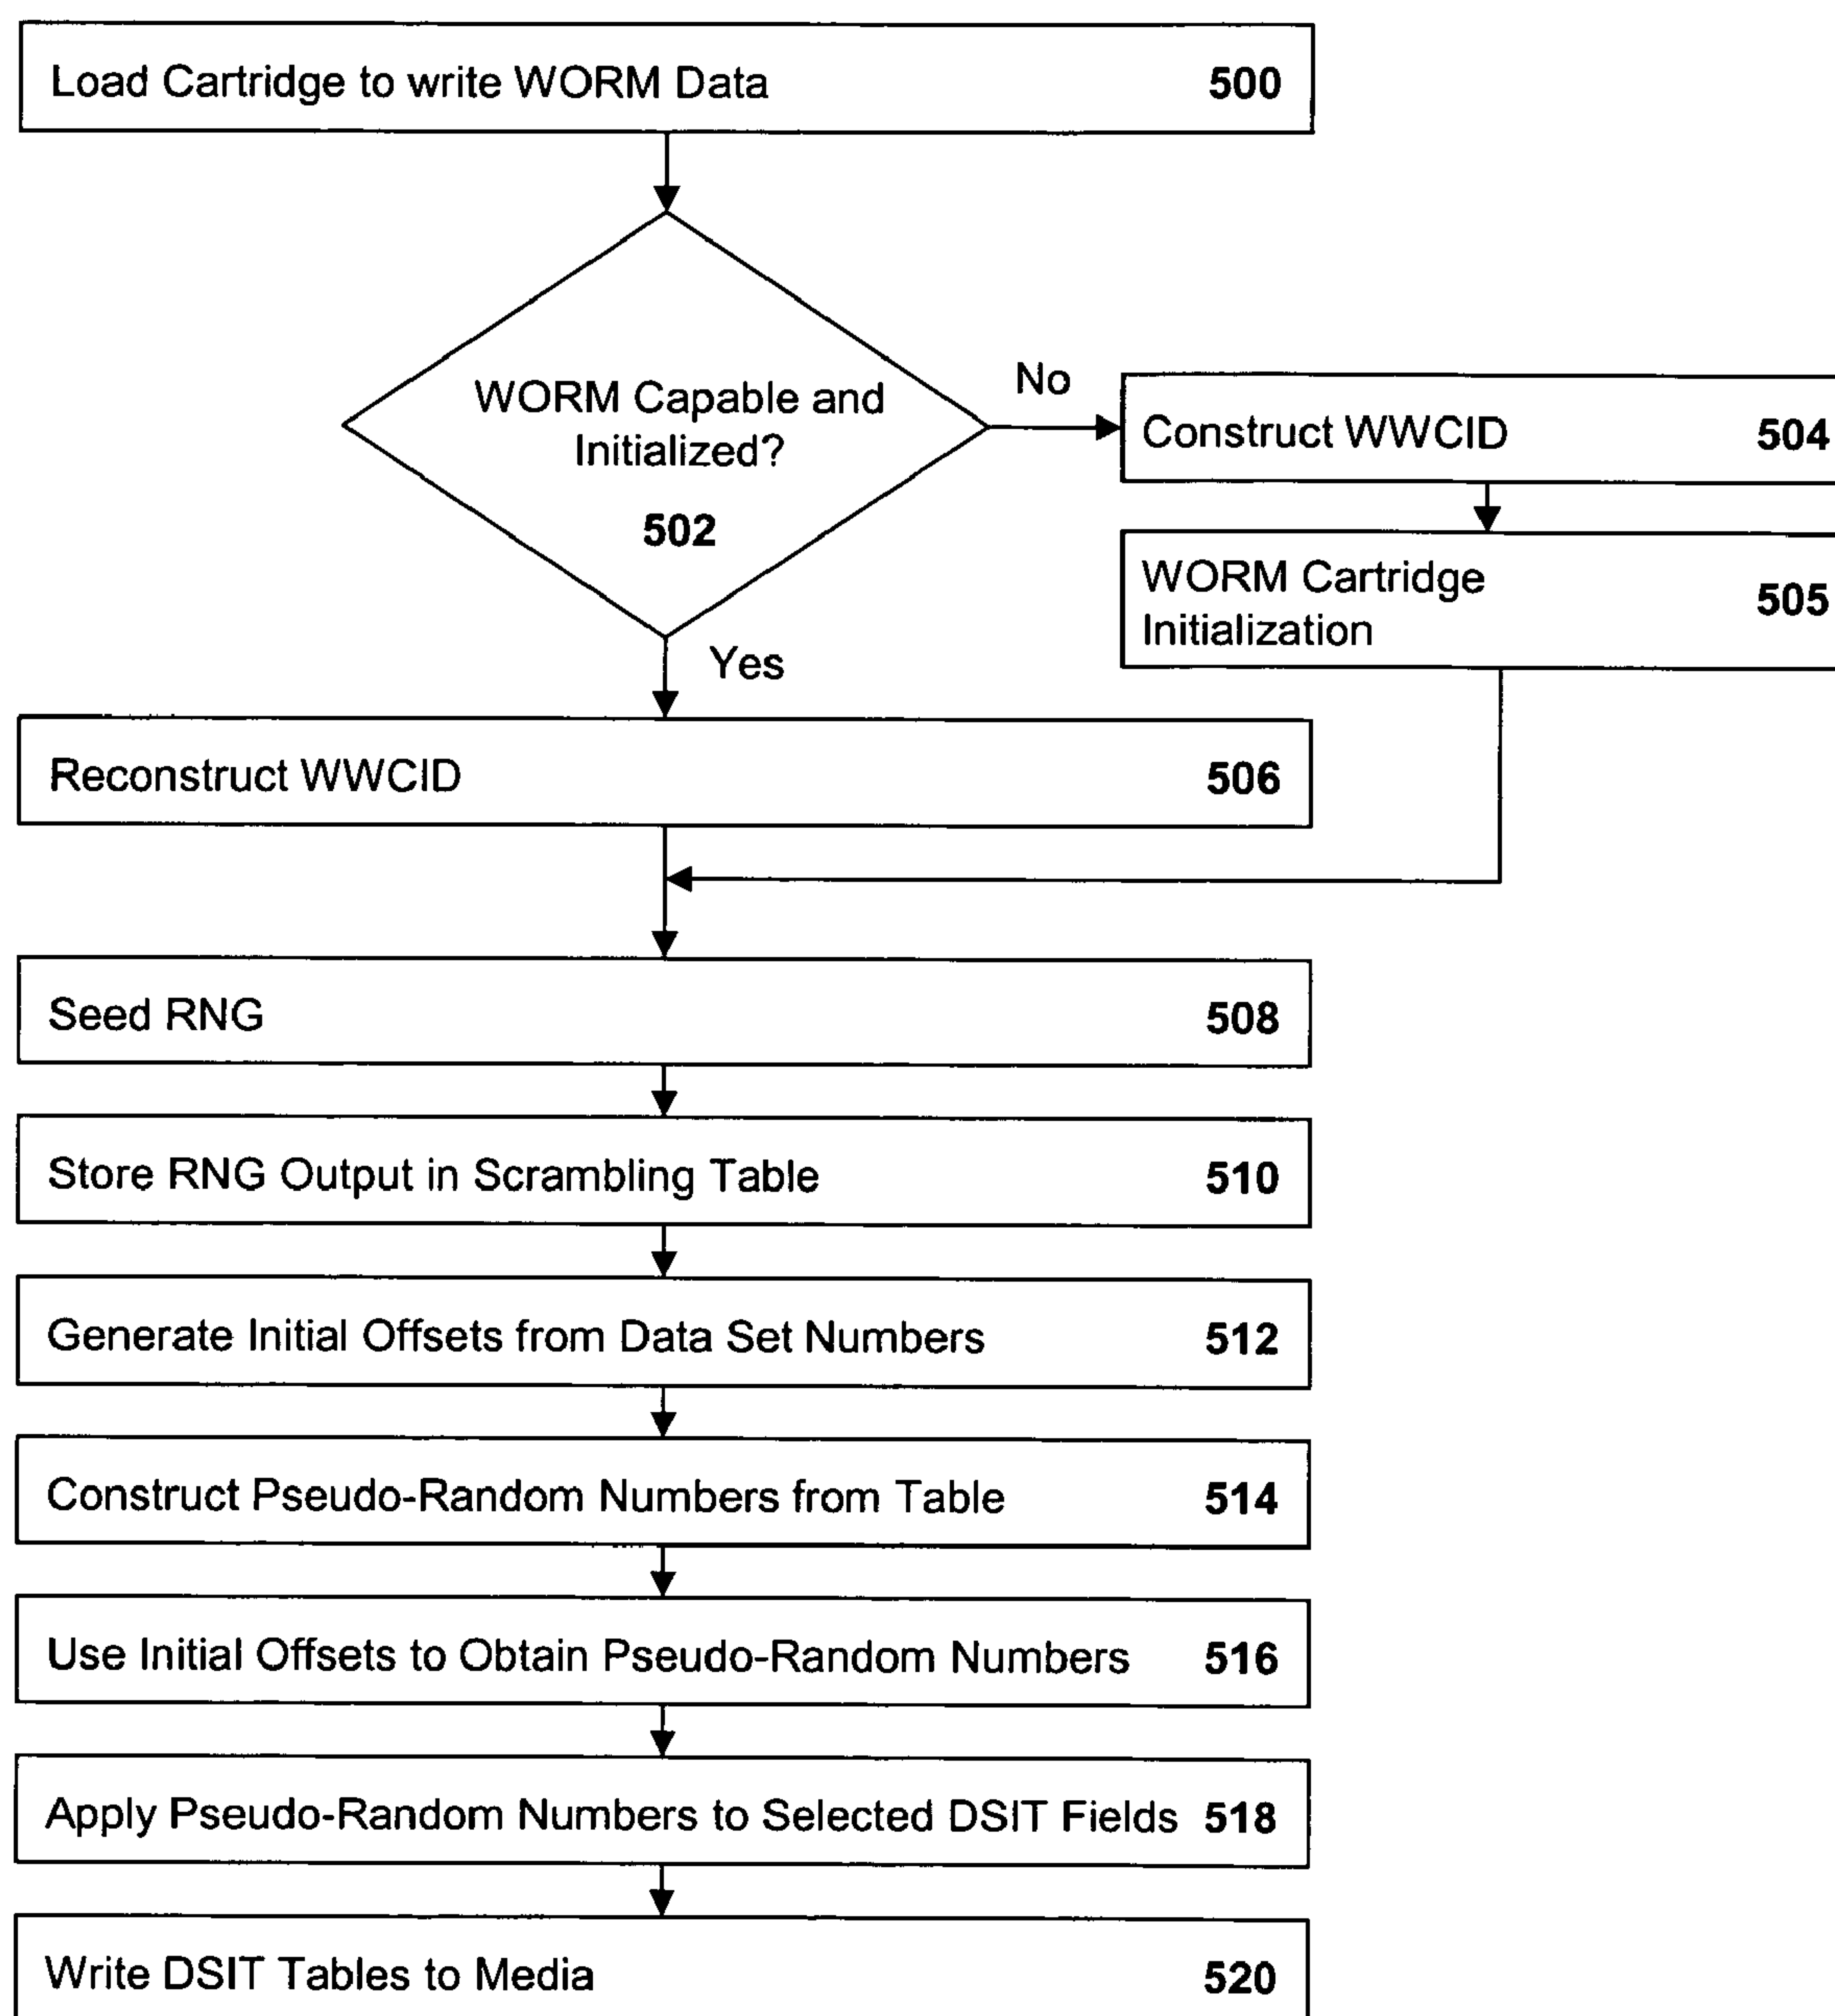 Load Cartridge to write WORM Data 500
WORM Capable and
Initialized?
502
No
Construct WWCID 504
WORM Cartridge
Initialization 505
Yes
Reconstruct WWCID 506
Seed RNG 508
Store RNG Output in Scrambling Table 510
Generate Initial Offsets from Data Set Numbers 512
Construct Pseudo-Random Numbers from Table 514
Use Initial Offsets to Obtain Pseudo-Random Numbers 516
Apply Pseudo-Random Numbers to Selected DSIT Fields 518
Write DSIT Tables to Media 520